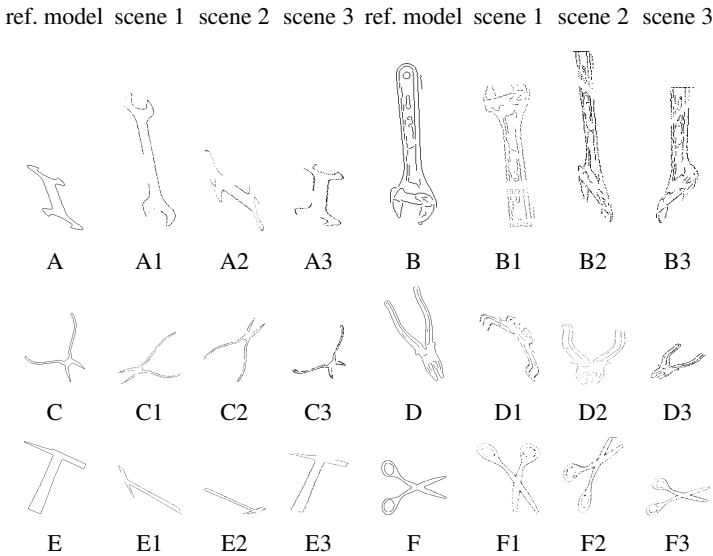 ref. model scene 1 scene 2 scene 3 ref. model scene 1 scene 2 scene 3
A A1 A2 A3 B B1 B2 B3
C C1 C2 C3 D D1 D2 D3
E E1 E2 E3 F F1 F2 F3